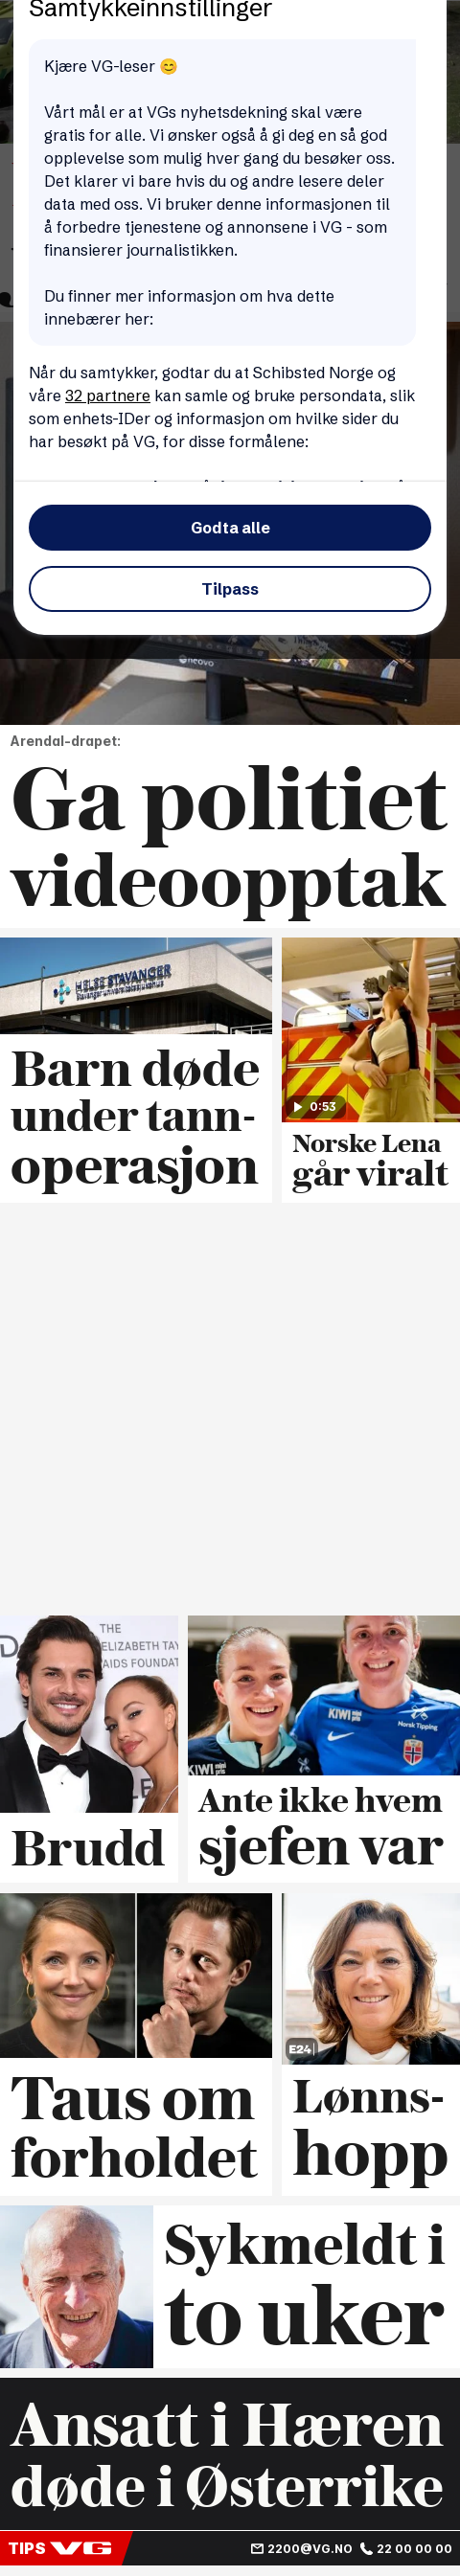 Samtykkeinnstillinger
Kjære VG-leser 😊
Vårt mål er at VGs nyhetsdekning skal være
gratis for alle. Vi ønsker også å gi deg en så god
opplevelse som mulig hver gang du besøker oss.
Det klarer vi bare hvis du og andre lesere deler
data med oss. Vi bruker denne informasjonen til
å forbedre tjenestene og annonsene i VG - som
finansierer journalistikken.
Du finner mer informasjon om hva dette
innebærer her:
Når du samtykker, godtar du at Schibsted Norge og
våre 32 partnere kan samle og bruke persondata, slik
som enhets-IDer og informasjon om hvilke sider du
har besøkt på VG, for disse formålene:
Godta alle
Tilpass
neovo
Arendal-drapet:
Ga politiet
videoopptak
HELSE STAVANGER
Stavanger universitetssjukehus
Barn døde
under tann-
operasjon
0:53
Norske Lena
går viralt
THE
ELIZABETH TAY
AIDS FOUNDAT
Brudd
KIWI
KIWI
Norsk Tipping
Ante ikke hvem
sjefen var
Taus om
forholdet
E24
Lønns-
hopp
Sykmeldt i
to uker
Ansatt i Hæren
døde i Østerrike
TIPS VG
2200@VG.NO
22 00 00 00